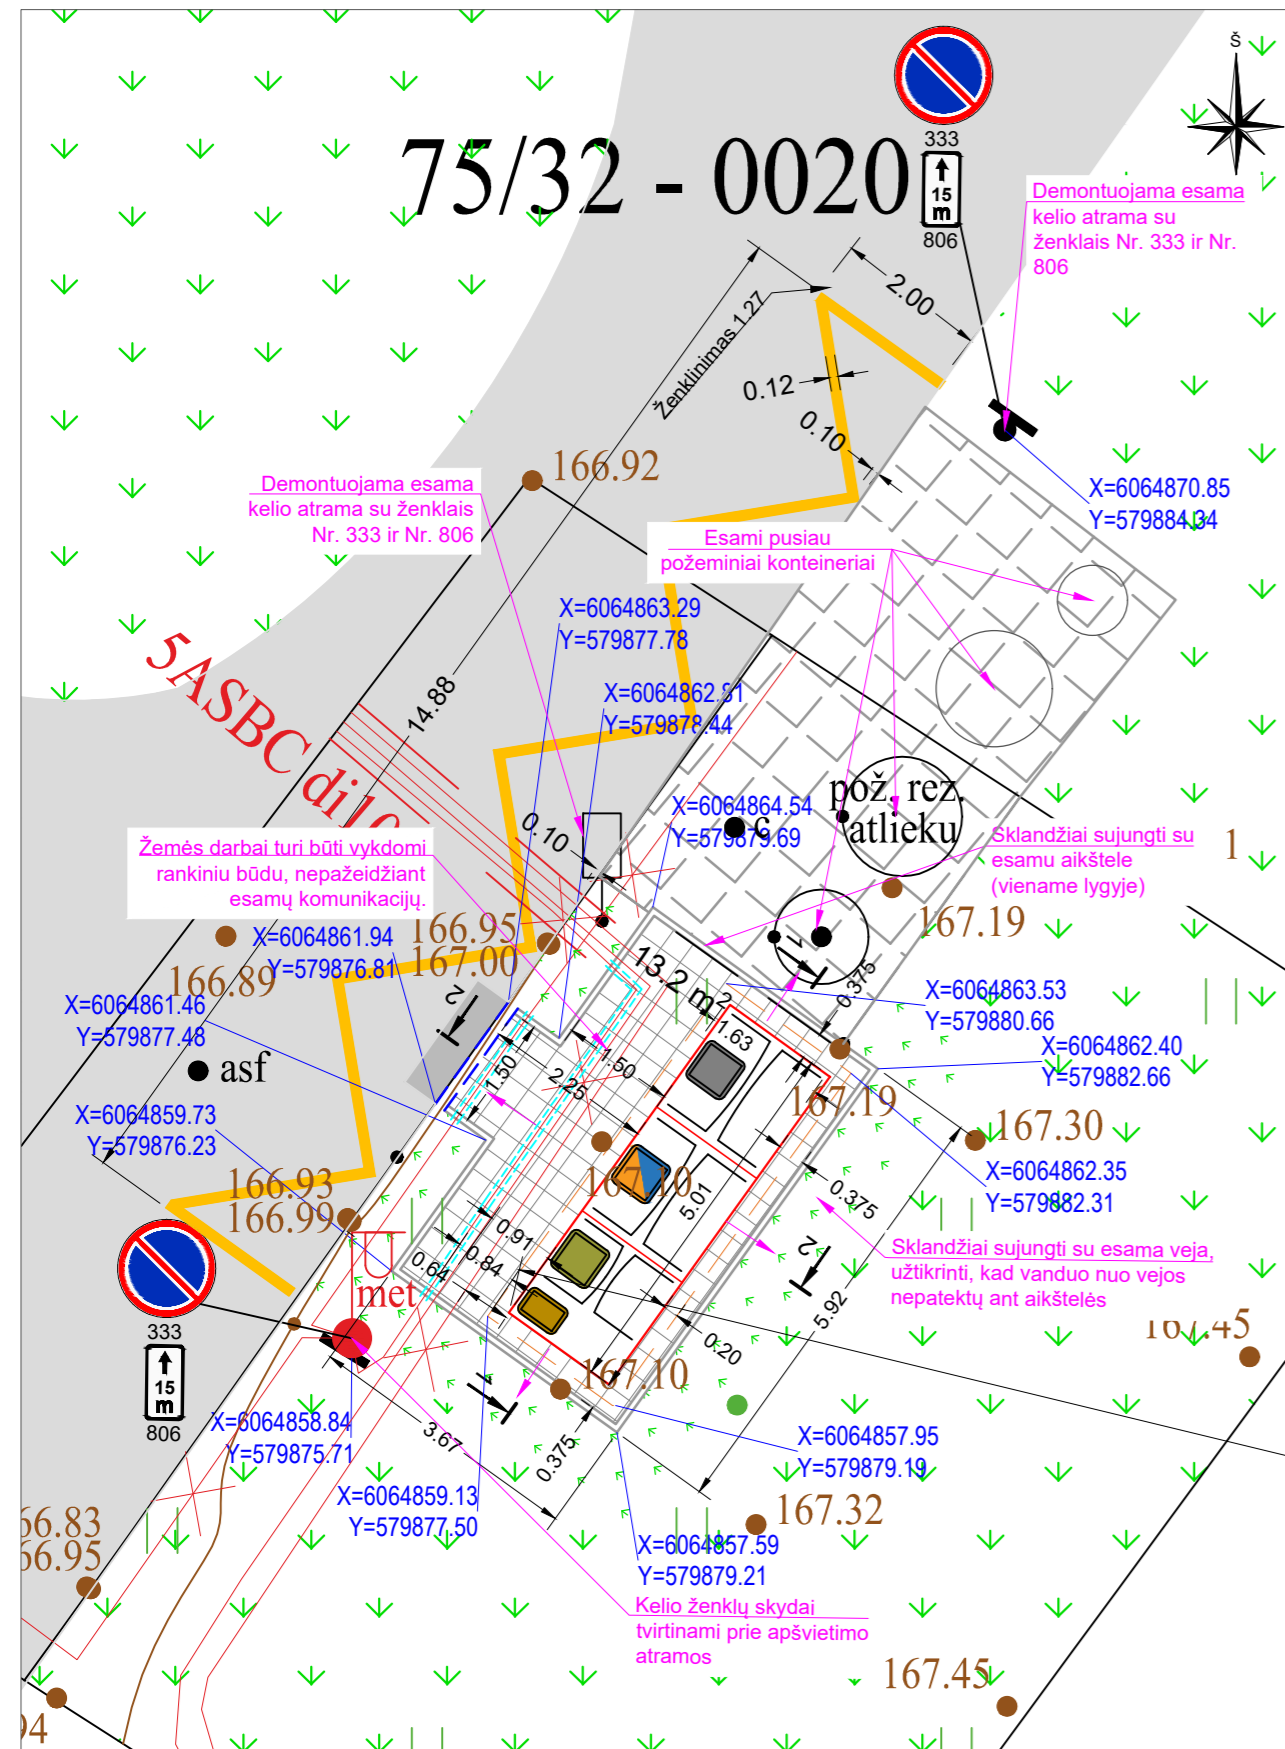 Š
75/32 - 0020
333
15
m
806
Demontuojama esama
kelio atrama su
ženklais Nr. 333 ir Nr.
806
2.00
Ženklinimas 1.27
0.12
0.10
166.92
Demontuojama esama
kelio atrama su ženklais
Nr. 333 ir Nr. 806
X=6064870.85
Y=579884.34
Esami pusiau
požeminiai konteineriai
X=6064863.29
Y=579877.78
5ASBC
14.88
X=6064862.81
Y=579878.44
pož. rez.
atlieku
X=6064864.54
Y=579879.69
c
0.10
Žemės darbai turi būti vykdomi
rankiniu būdu, nepažeidžiant
esamų komunikacijų.
Sklandžiai sujungti su
esamu aikštele
(viename lygyje)
1
167.19
X=6064861.94
Y=579876.81
166.95
167.00
166.89
13.2 m2
1
0.375
2
X=6064861.46
Y=579877.48
X=6064863.53
Y=579880.66
1.63
X=6064862.40
Y=579882.66
asf
1.50
1.50
2.25
167.19
X=6064859.73
Y=579876.23
167.30
167.10
X=6064862.35
Y=579882.31
166.93
166.99
5.01
0.375
0.91
0.84
0.64
2
Sklandžiai sujungti su esama veja,
užtikrinti, kad vanduo nuo vejos
nepatektų ant aikštelės
met
5.92
0.20
333
15
m
806
167.10
1
X=6064858.84
Y=579875.71
3.67
0.375
X=6064857.95
Y=579879.19
X=6064859.13
Y=579877.50
167.32
66.83
66.95
X=6064857.59
Y=579879.21
Kelio ženklų skydai
tvirtinami prie apšvietimo
atramos
167.45
94